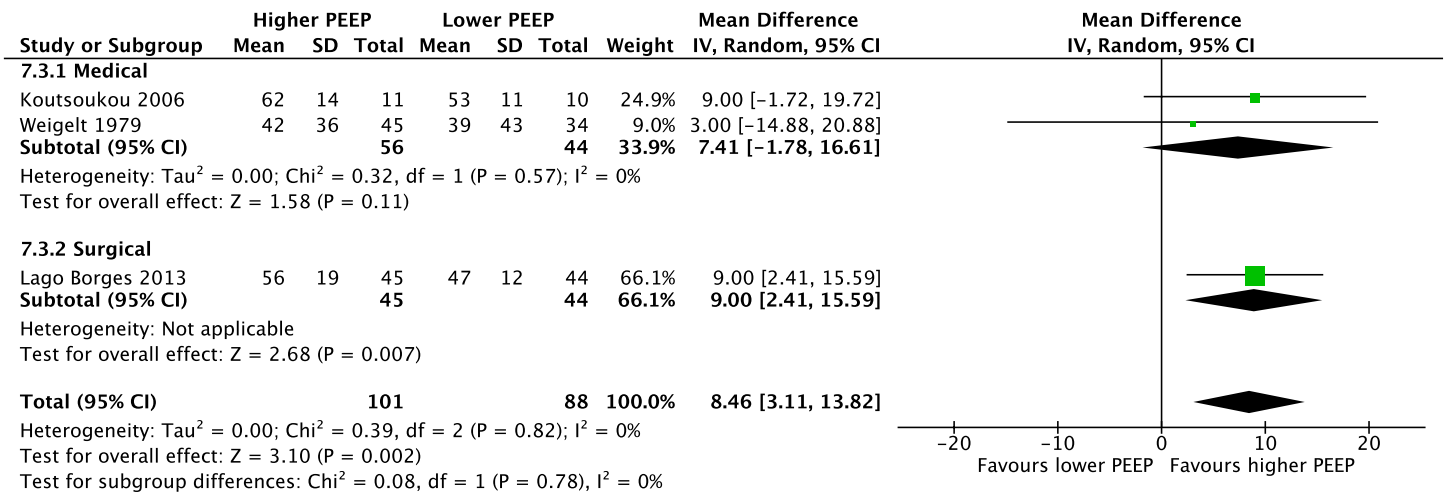 Higher PEEP Lower PEEP Mean Difference Mean Difference
Study or Subgroup Mean SD Total Mean SD Total Weight IV, Random, 95% CI IV, Random, 95% CI
7.3.1 Medical
Koutsoukou 2006 62 14 11 53 11 10 24.9% 9.00 [−1.72, 19.72]
Weigelt 1979 42 36 45 39 43 34 9.0% 3.00 [−14.88, 20.88]
Subtotal (95% CI) 56 44 33.9% 7.41 [−1.78, 16.61]
Heterogeneity: Tau² = 0.00; Chi² = 0.32, df = 1 (P = 0.57); I² = 0%
Test for overall effect: Z = 1.58 (P = 0.11)
7.3.2 Surgical
Lago Borges 2013 56 19 45 47 12 44 66.1% 9.00 [2.41, 15.59]
Subtotal (95% CI) 45 44 66.1% 9.00 [2.41, 15.59]
Heterogeneity: Not applicable
Test for overall effect: Z = 2.68 (P = 0.007)
Total (95% CI) 101 88 100.0% 8.46 [3.11, 13.82]
Heterogeneity: Tau² = 0.00; Chi² = 0.39, df = 2 (P = 0.82); I² = 0%
Test for overall effect: Z = 3.10 (P = 0.002)
Test for subgroup differences: Chi² = 0.08, df = 1 (P = 0.78), I² = 0%
−20 −10 0 10 20
Favours lower PEEP Favours higher PEEP